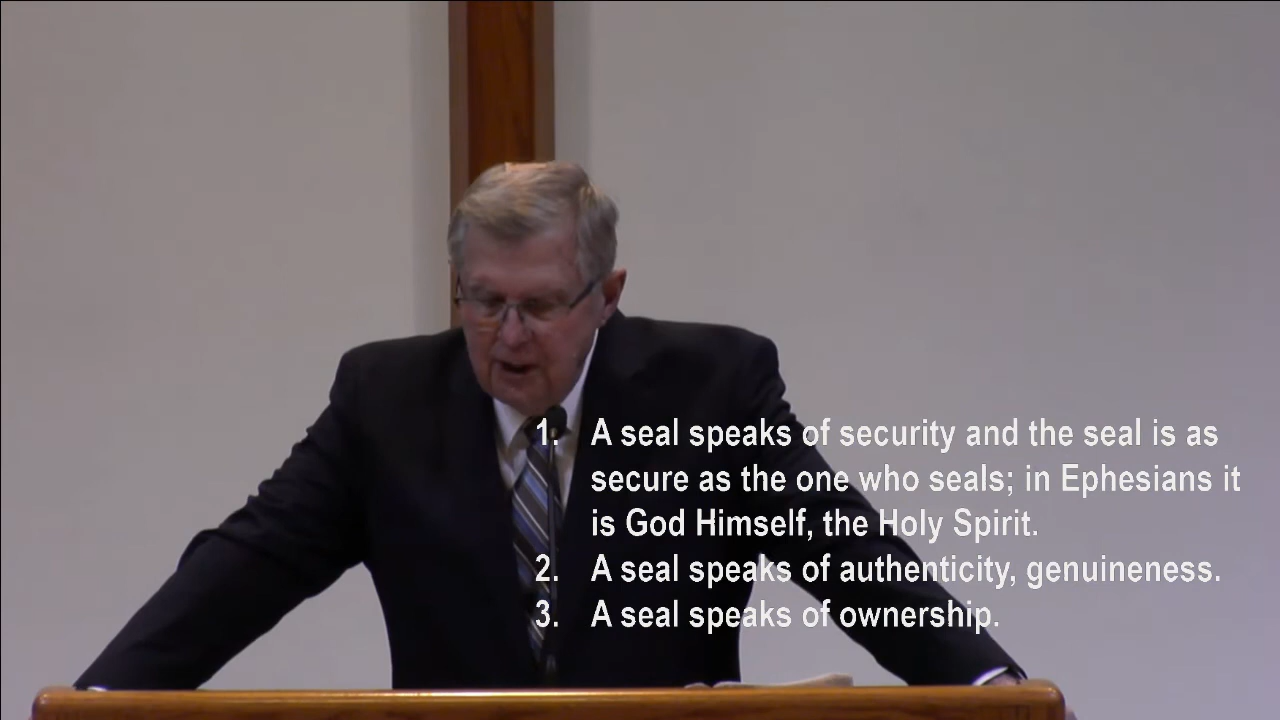 1. A seal speaks of security and the seal is as
secure as the one who seals; in Ephesians it
is God Himself, the Holy Spirit.
2. A seal speaks of authenticity, genuineness.
3. A seal speaks of ownership.